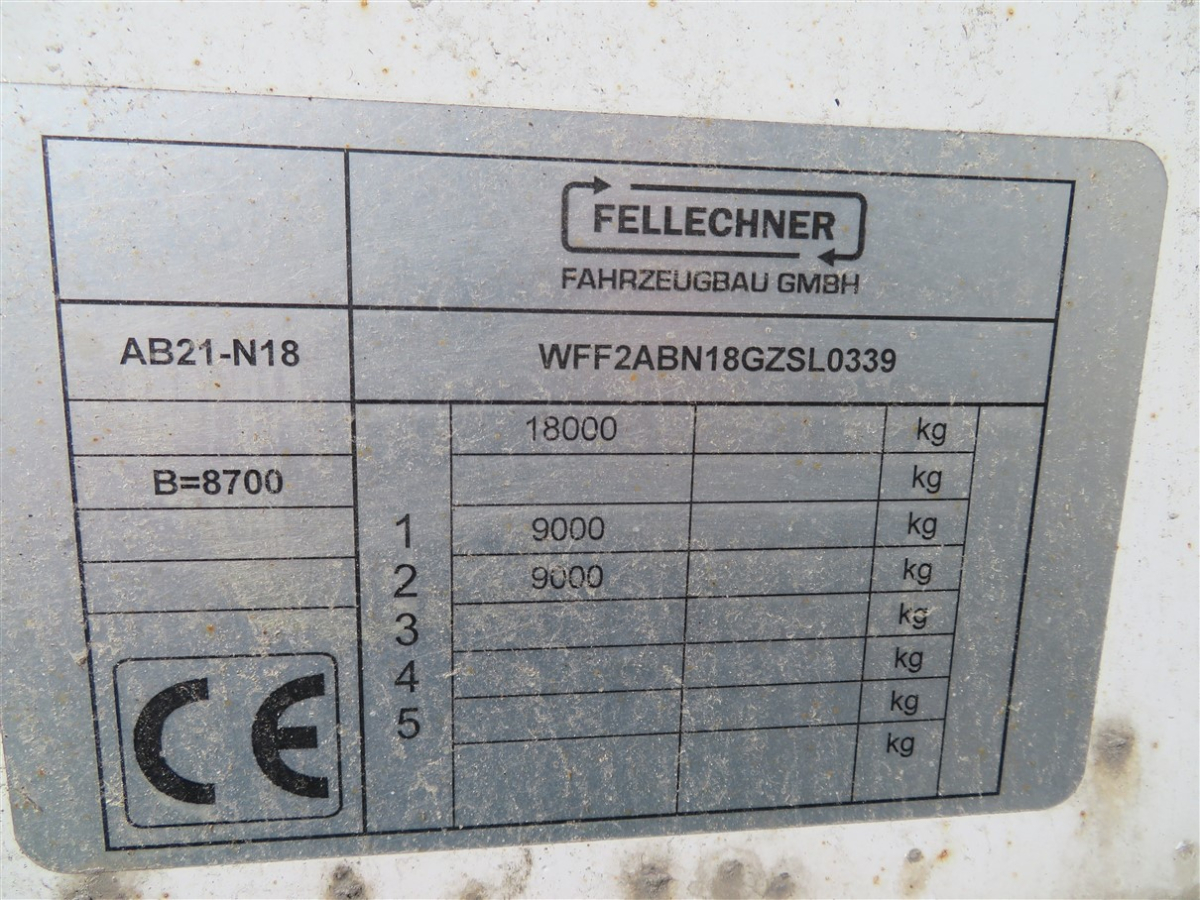 FELLECHNER
FAHRZEUGBAU GMBH
AB21-N18 WFF2ABN18GZSL0339
18000 kg
B=8700 kg
1 9000 kg
2 9000 kg
3 kg
4 kg
5 kg
kg
CE